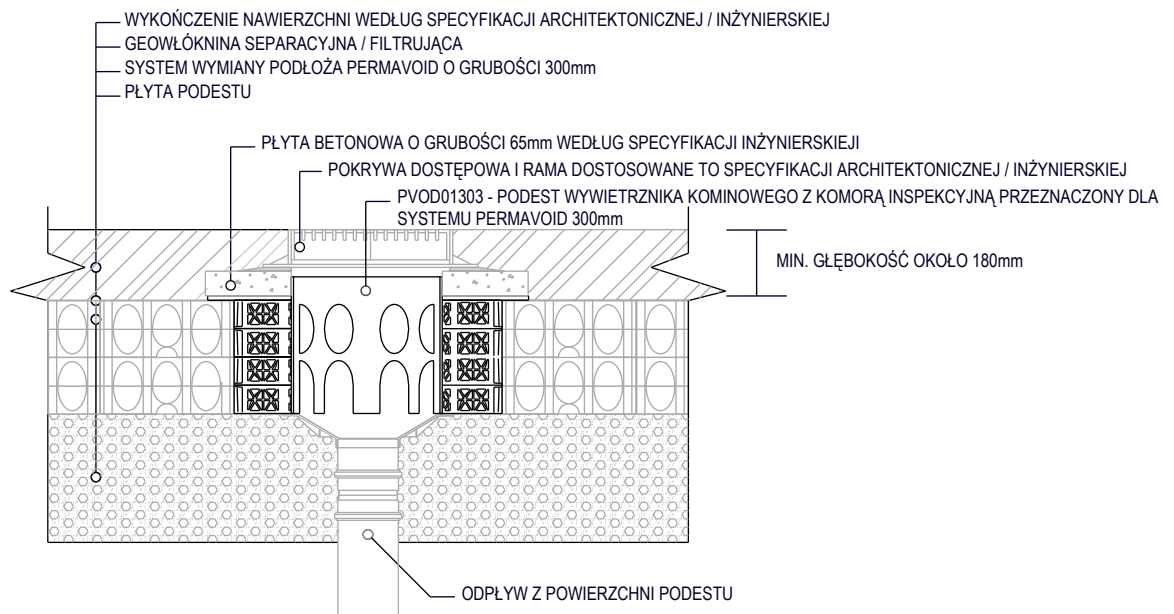 WYKOŃCZENIE NAWIERZCHNI WEDŁUG SPECYFIKACJI ARCHITEKTONICZNEJ / INŻYNIERSKIEJ
GEOWŁÓKNINA SEPARACYJNA / FILTRUJĄCA
SYSTEM WYMIANY PODŁOŻA PERMAVOID O GRUBOŚCI 300mm
PŁYTA PODESTU
PŁYTA BETONOWA O GRUBOŚCI 65mm WEDŁUG SPECYFIKACJI INŻYNIERSKIEJI
POKRYWA DOSTĘPOWA I RAMA DOSTOSOWANE TO SPECYFIKACJI ARCHITEKTONICZNEJ / INŻYNIERSKIEJ
PVOD01303 - PODEST WYWIETRZNIKA KOMINOWEGO Z KOMORĄ INSPEKCYJNĄ PRZEZNACZONY DLA
SYSTEMU PERMAVOID 300mm
MIN. GŁĘBOKOŚĆ OKOŁO 180mm
ODPŁYW Z POWIERZCHNI PODESTU